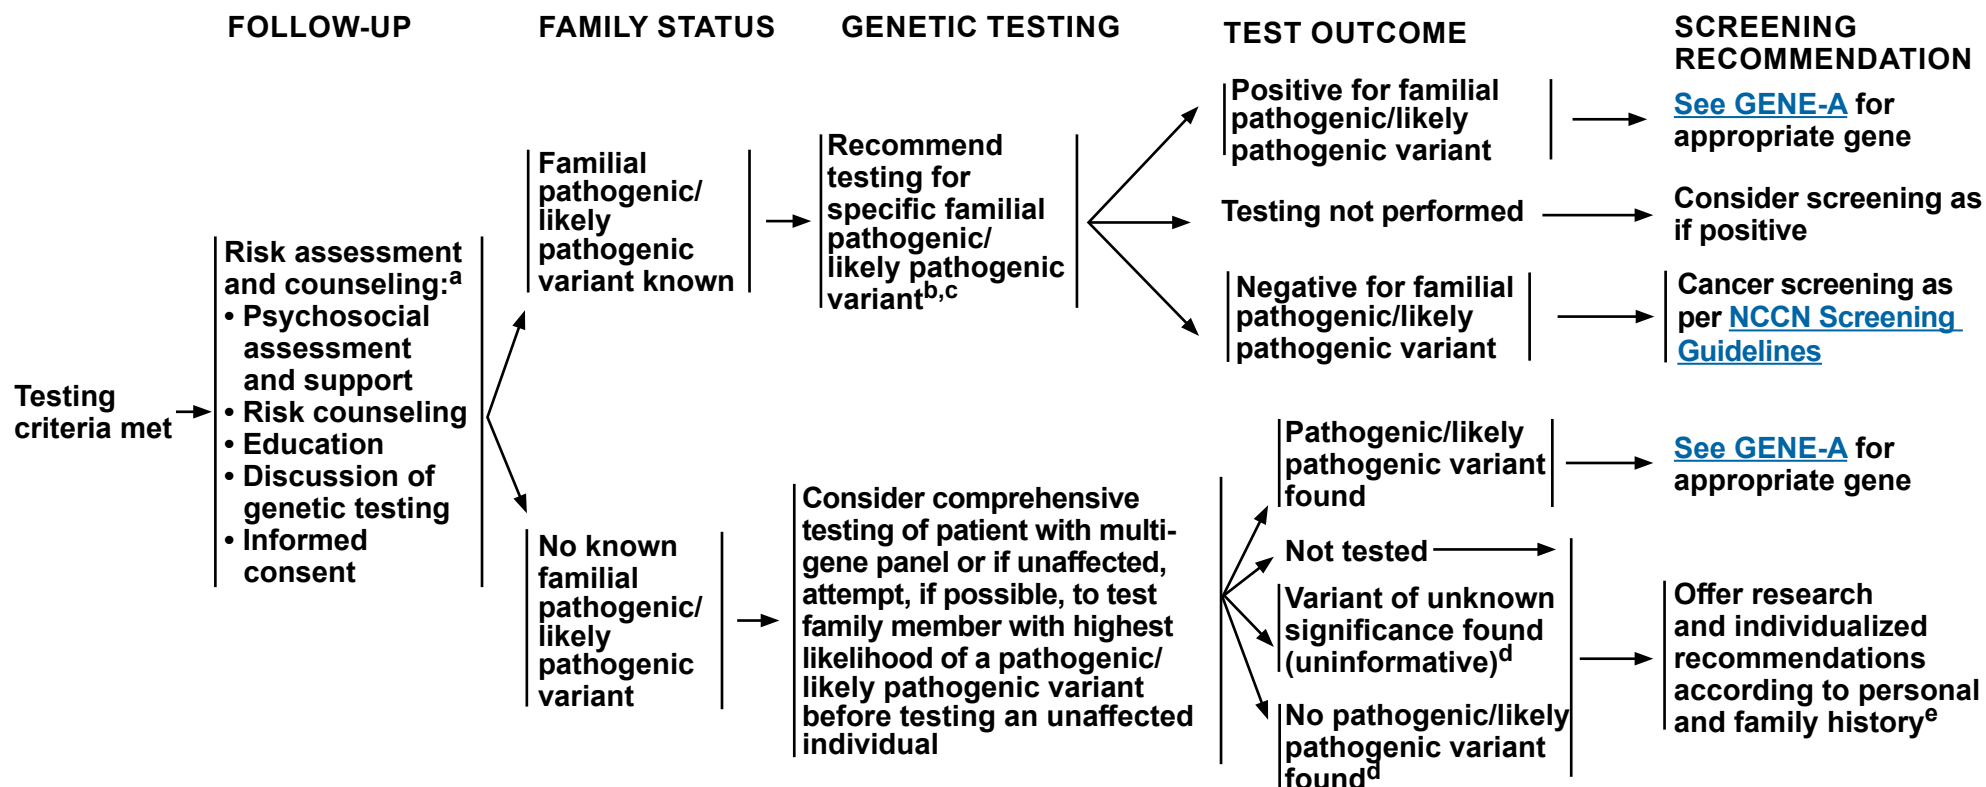 FOLLOW-UP
FAMILY STATUS
GENETIC TESTING
TEST OUTCOME
SCREENING
RECOMMENDATION
Testing
criteria met
Risk assessment
and counseling:a
• Psychosocial
assessment
and support
• Risk counseling
• Education
• Discussion of
genetic testing
• Informed
consent
Familial
pathogenic/
likely
pathogenic
variant known
Recommend
testing for
specific familial
pathogenic/
likely pathogenic
variantb,c
Positive for familial
pathogenic/likely
pathogenic variant
See GENE-A for
appropriate gene
Testing not performed
Consider screening as
if positive
Negative for familial
pathogenic/likely
pathogenic variant
Cancer screening as
per NCCN Screening
Guidelines
No known
familial
pathogenic/
likely
pathogenic
variant
Consider comprehensive
testing of patient with multi-
gene panel or if unaffected,
attempt, if possible, to test
family member with highest
likelihood of a pathogenic/
likely pathogenic variant
before testing an unaffected
individual
Pathogenic/likely
pathogenic variant
found
See GENE-A for
appropriate gene
Not tested
Variant of unknown
significance found
(uninformative)d
No pathogenic/likely
pathogenic variant
foundd
Offer research
and individualized
recommendations
according to personal
and family historye